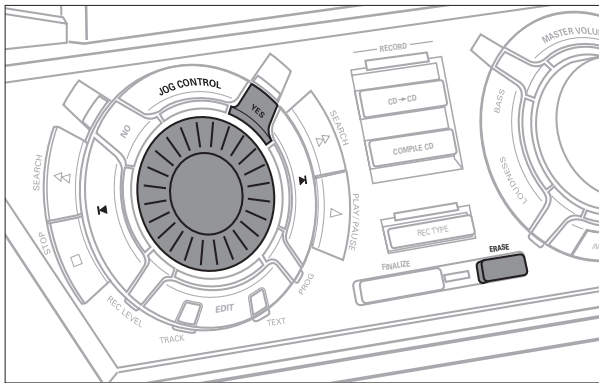 RECORD
MASTER VOLU
JOG CONTROL
YES
NO
CD→CD
BASS
SEARCH
SEARCH
COMPILE CD
LOUDNESS
STOP
PLAY/PAUSE
REC TYPE
ERASE
FINALIZE
PROG
REC LEVEL
EDIT
TEXT
TRACK